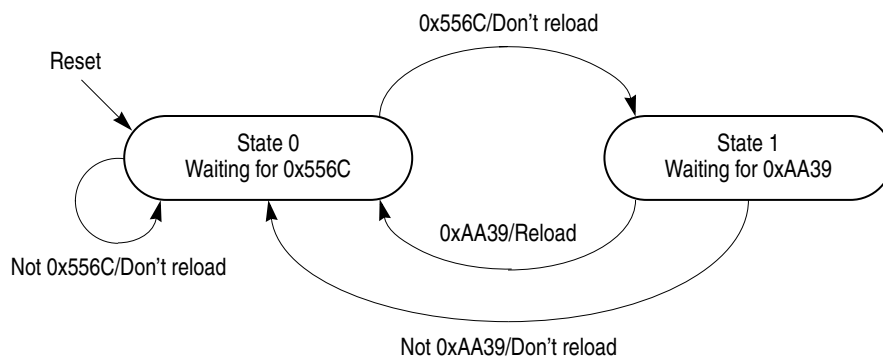 0x556C/Don't reload
Reset
State 0
Waiting for 0x556C
State 1
Waiting for 0xAA39
0xAA39/Reload
Not 0x556C/Don't reload
Not 0xAA39/Don't reload